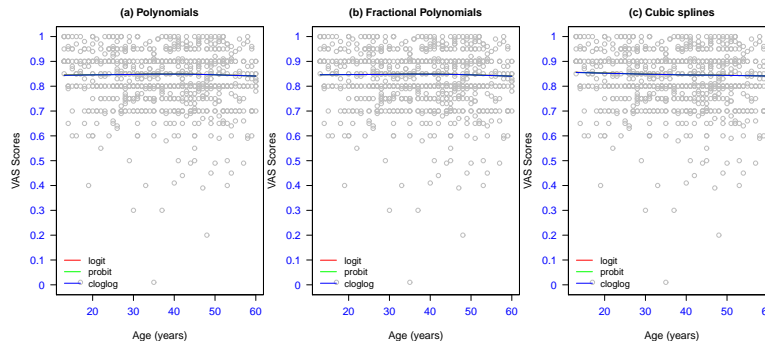 (a) Polynomials
(b) Fractional Polynomials
(c) Cubic splines
VAS Scores
1
0.9
0.8
0.7
0.6
0.5
0.4
0.3
0.2
0.1
0
logit
probit
cloglog
20 30 40 50 60
Age (years)
VAS Scores
1
0.9
0.8
0.7
0.6
0.5
0.4
0.3
0.2
0.1
0
logit
probit
cloglog
20 30 40 50 60
Age (years)
VAS Scores
1
0.9
0.8
0.7
0.6
0.5
0.4
0.3
0.2
0.1
0
logit
probit
cloglog
20 30 40 50 60
Age (years)